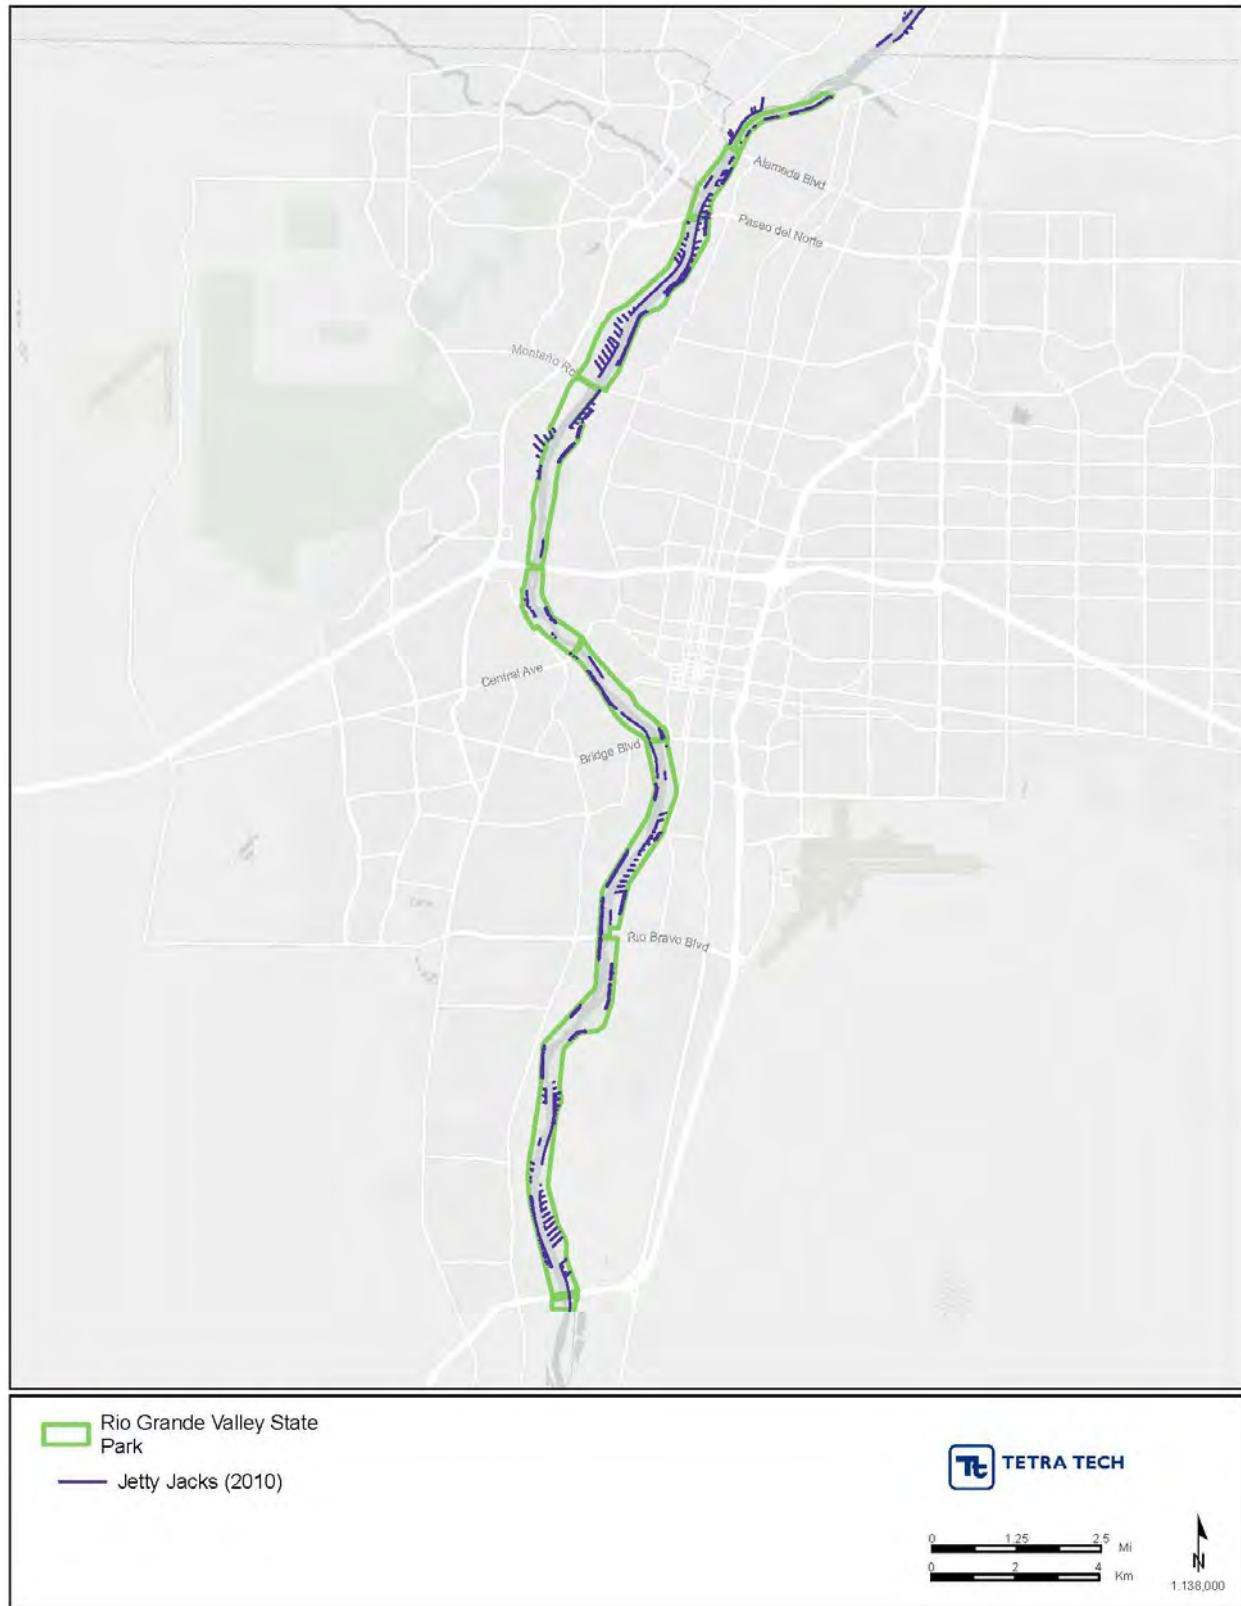 Alameda Blvd
Paseo del Norte
Montaño Rd
Central Ave
Bridge Blvd
Rio Bravo Blvd
Rio Grande Valley State
Park
Jetty Jacks (2010)
Tt TETRA TECH
0 1.25 2.5 Mi
0 2 4 Km
N
1:138,000